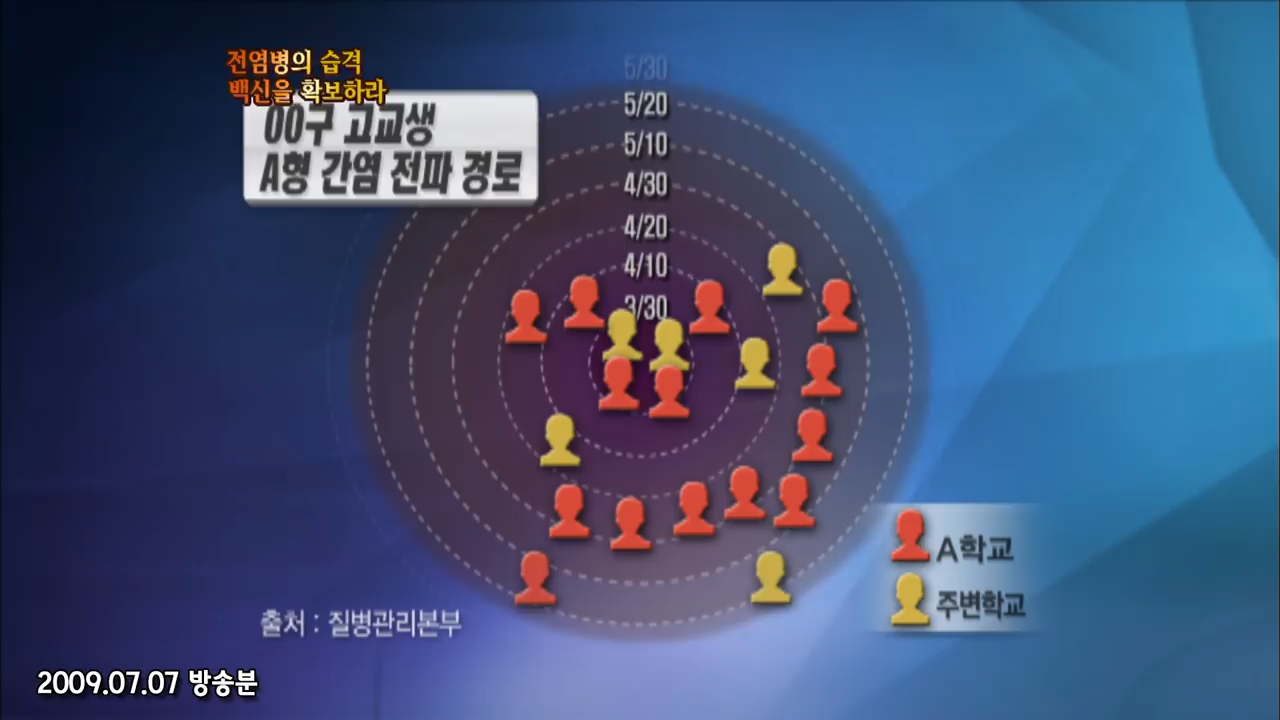 전염병의 습격
백신을 확보하라
00구 고교생
A형 간염 전파 경로
5/30
5/20
5/10
4/30
4/20
4/10
3/30
A학교
주변학교
출처 : 질병관리본부
2009.07.07 방송분